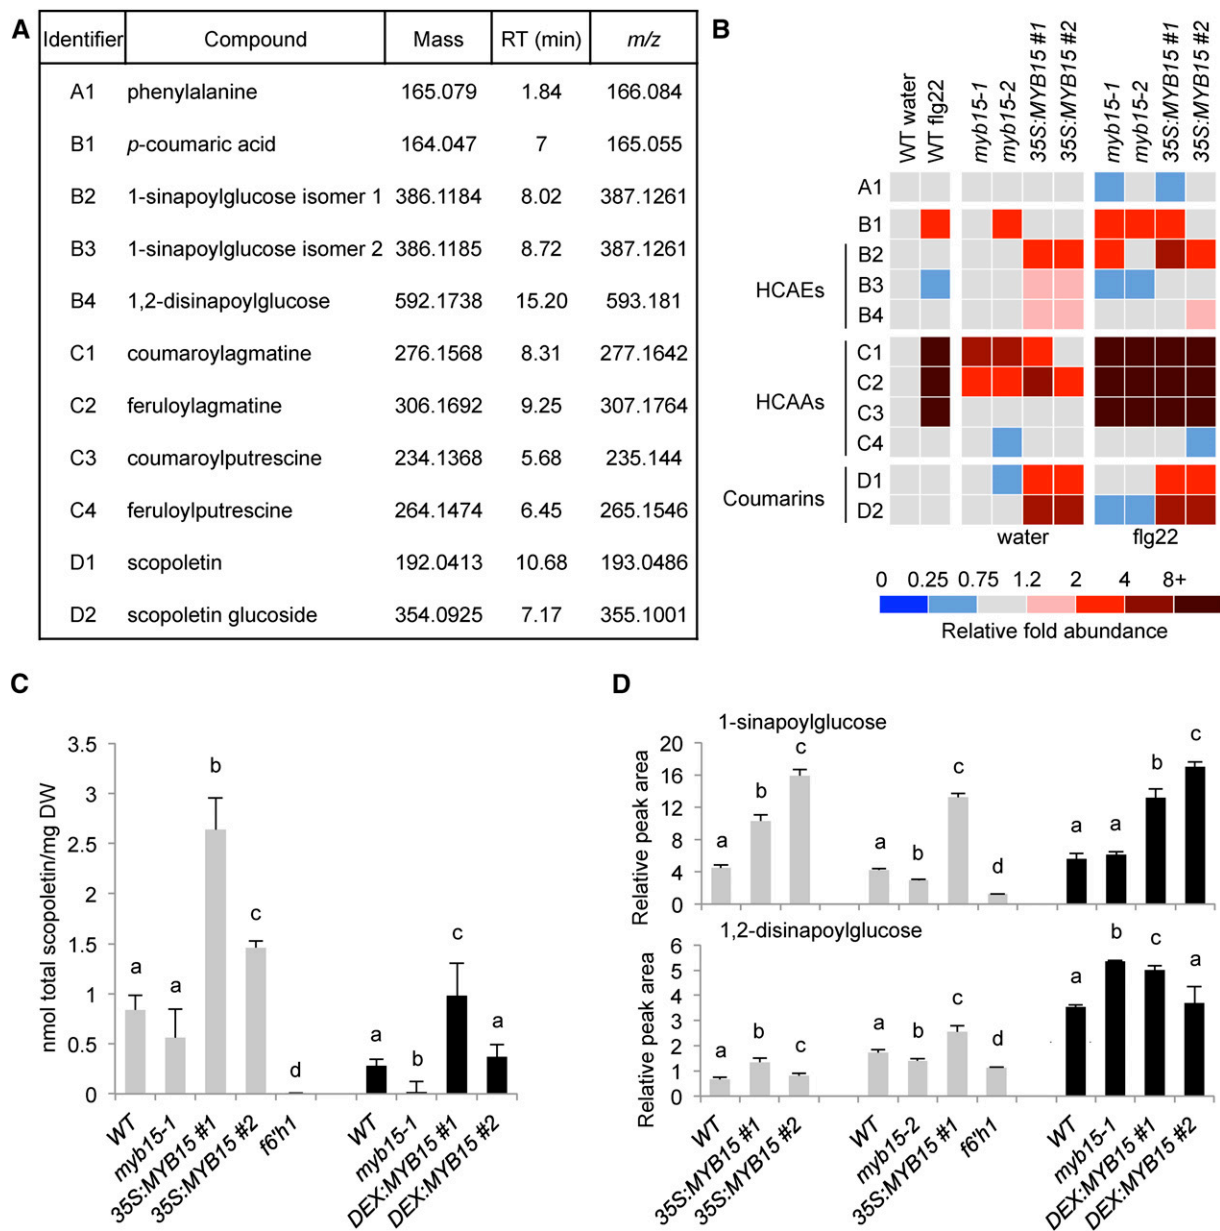 A
Identifier Compound Mass RT (min) m/z
A1 phenylalanine 165.079 1.84 166.084
B1 p-coumaric acid 164.047 7 165.055
B2 1-sinapoylglucose isomer 1 386.1184 8.02 387.1261
B3 1-sinapoylglucose isomer 2 386.1185 8.72 387.1261
B4 1,2-disinapoylglucose 592.1738 15.20 593.181
C1 coumaroylagmatine 276.1568 8.31 277.1642
C2 feruloylagmatine 306.1692 9.25 307.1764
C3 coumaroylputrescine 234.1368 5.68 235.144
C4 feruloylputrescine 264.1474 6.45 265.1546
D1 scopoletin 192.0413 10.68 193.0486
D2 scopoletin glucoside 354.0925 7.17 355.1001
B
WT water
WT flg22
myb15-1
myb15-2
35S:MYB15 #1
35S:MYB15 #2
myb15-1
myb15-2
35S:MYB15 #1
35S:MYB15 #2
A1
B1
HCAEs
B2
B3
B4
HCAAs
C1
C2
C3
C4
Coumarins
D1
D2
water flg22
0 0.25 0.75 1.2 2 4 8+
Relative fold abundance
C
nmol total scopoletin/mg DW
3.5
3
2.5
2
1.5
1
0.5
0
a a b c d a b c a
WT
myb15-1
35S:MYB15 #1
35S:MYB15 #2
f6'h1
WT
myb15-1
DEX:MYB15 #1
DEX:MYB15 #2
D
1-sinapoylglucose
Relative peak area
20
16
12
8
4
0
a b c a b c d a a b c
1,2-disinapoylglucose
Relative peak area
6
5
4
3
2
1
0
a b c a b c d a b c a
WT
35S:MYB15 #1
35S:MYB15 #2
WT
myb15-2
35S:MYB15 #1
f6'h1
WT
myb15-1
DEX:MYB15 #1
DEX:MYB15 #2